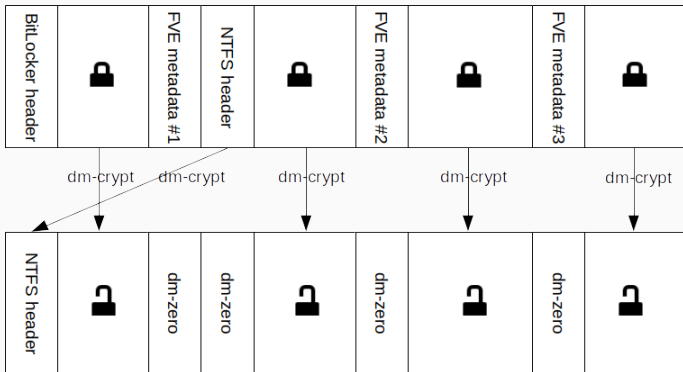 BitLocker header
FVE metadata #1
NTFS header
FVE metadata #2
FVE metadata #3
dm-crypt
dm-crypt
dm-crypt
dm-crypt
dm-crypt
NTFS header
dm-zero
dm-zero
dm-zero
dm-zero